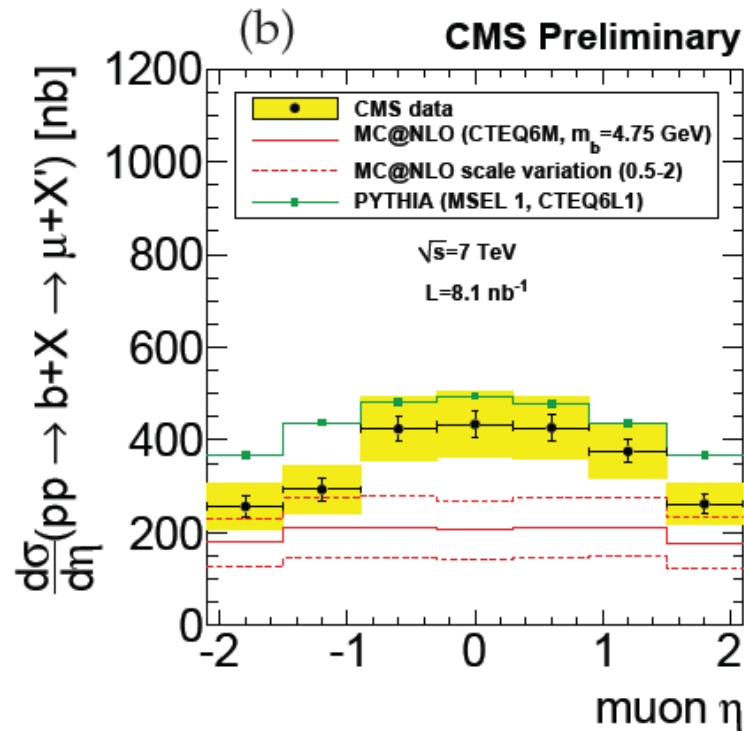 (b) CMS Preliminary
dσ/dη (pp → b+X → μ+X') [nb]
1200
1000
800
600
400
200
0
CMS data
MC@NLO (CTEQ6M, m_b=4.75 GeV)
MC@NLO scale variation (0.5-2)
PYTHIA (MSEL 1, CTEQ6L1)
√s=7 TeV
L=8.1 nb⁻¹
-2 -1 0 1 2
muon η